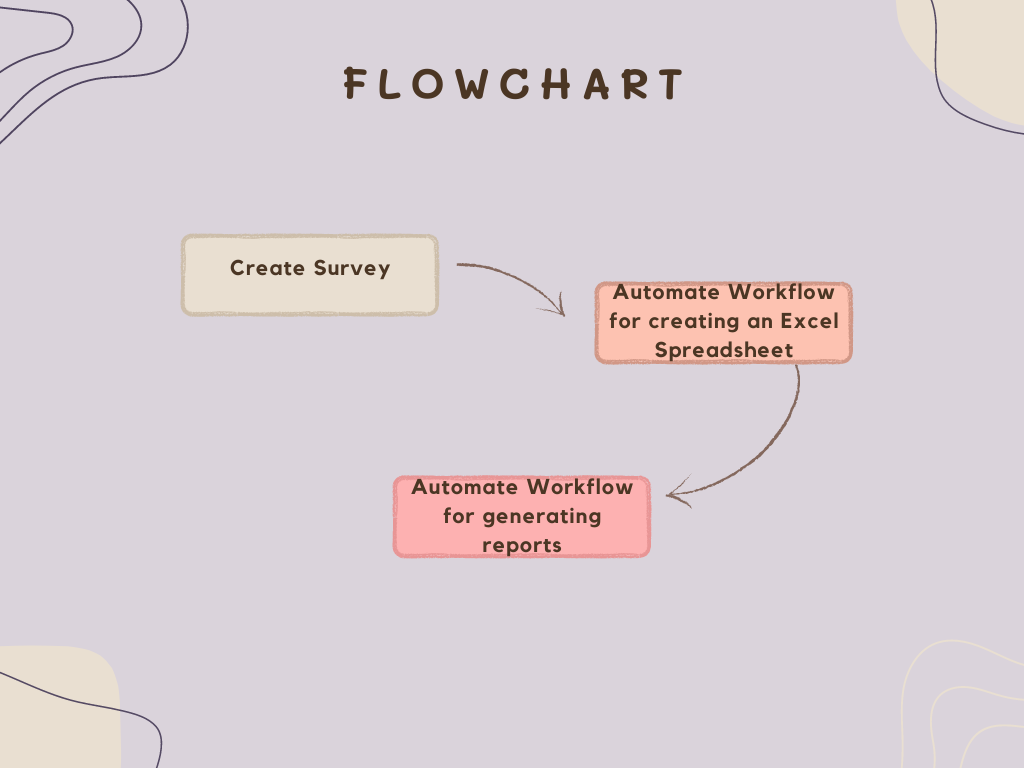 FLOWCHART
Create Survey
Automate Workflow
for creating an Excel
Spreadsheet
Automate Workflow
for generating
reports